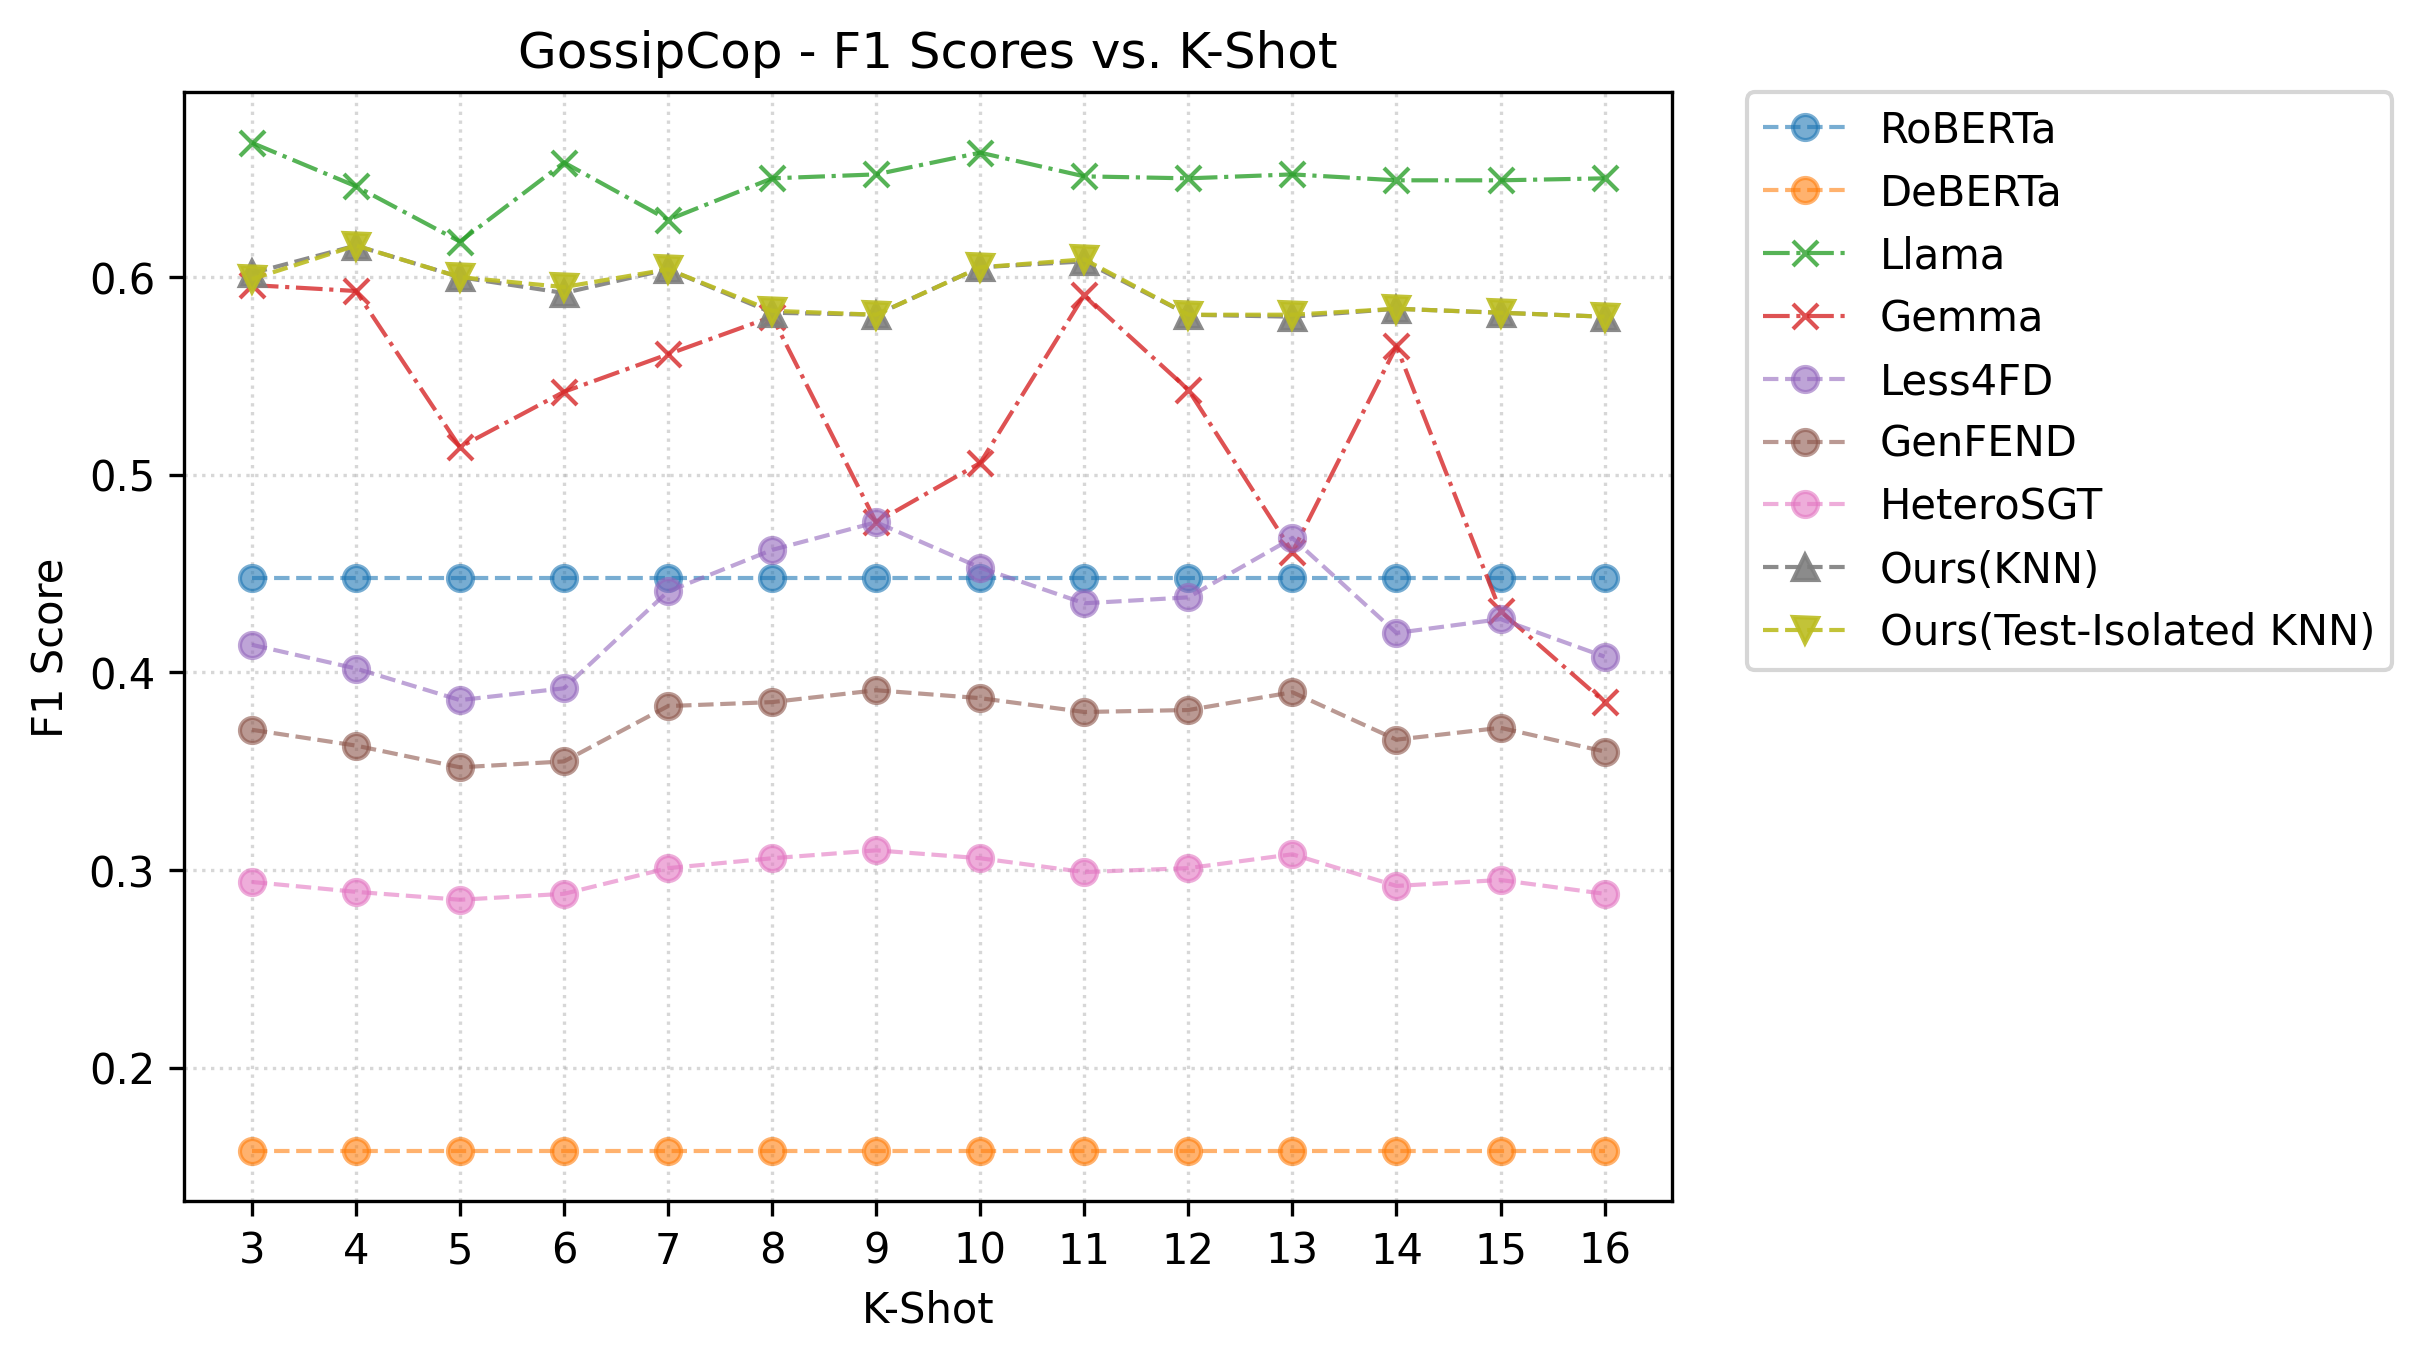 GossipCop - F1 Scores vs. K-Shot
F1 Score
0.6
0.5
0.4
0.3
0.2
3 4 5 6 7 8 9 10 11 12 13 14 15 16
K-Shot
RoBERTa
DeBERTa
Llama
Gemma
Less4FD
GenFEND
HeteroSGT
Ours(KNN)
Ours(Test-Isolated KNN)